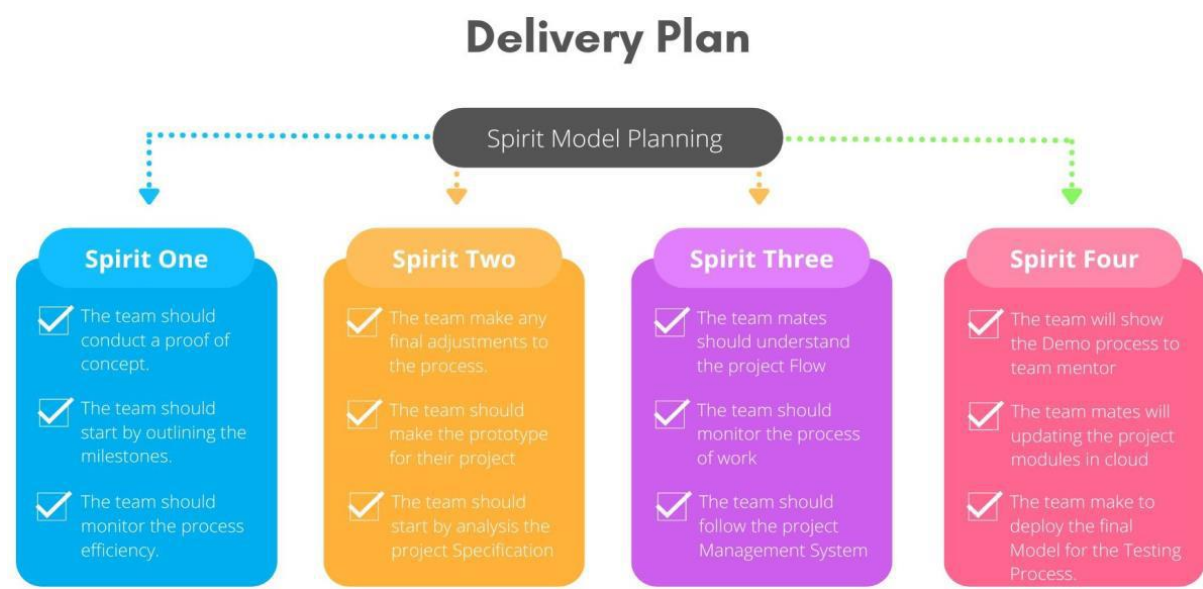 Delivery Plan
Spirit Model Planning
Spirit One
The team should
conduct a proof of
concept.
The team should
start by outlining the
milestones.
The team should
monitor the process
efficiency.
Spirit Two
The team make any
final adjustments to
the process.
The team should
make the prototype
for their project
The team should
start by analysis the
project Specification
Spirit Three
The team mates
should understand
the project Flow
The team should
monitor the process
of work
The team should
follow the project
Management System
Spirit Four
The team will show
the Demo process to
team mentor
The team mates will
updating the project
modules in cloud
The team make to
deploy the final
Model for the Testing
Process.